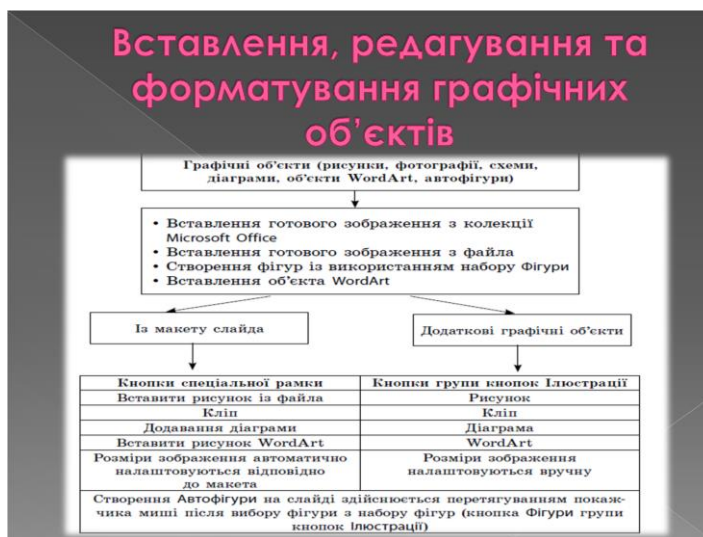 Вставлення, редагування та
форматування графічних
об’єктів
Графічні об’єкти (рисунки, фотографії, схеми,
діаграми, об’єкти WordArt, автофігури)
• Вставлення готового зображення з колекції
Microsoft Office
• Вставлення готового зображення з файла
• Створення фігур із використанням набору Фігури
• Вставлення об’єкта WordArt
Із макету слайда
Додаткові графічні об’єкти
Кнопки спеціальної рамки
Кнопки групи кнопок Ілюстрації
Вставити рисунок із файла
Рисунок
Кліп
Кліп
Додавання діаграми
Діаграма
Вставити рисунок WordArt
WordArt
Розміри зображення автоматично
налаштовуються відповідно
до макета
Розміри зображення
налаштовуються вручну
Створення Автофігури на слайді здійснюється перетягуванням покаж-
чика миші після вибору фігури з набору фігур (кнопка Фігури групи
кнопок Ілюстрації)